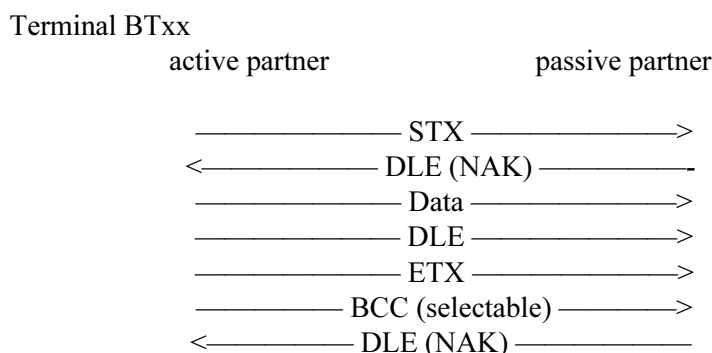 Terminal BTxx
active partner passive partner
—————— STX ——————>
<—————— DLE (NAK) ——————-
—————— Data ——————>
—————— DLE ——————>
—————— ETX ——————>
————— BCC (selectable) ————>
<—————— DLE (NAK) ——————